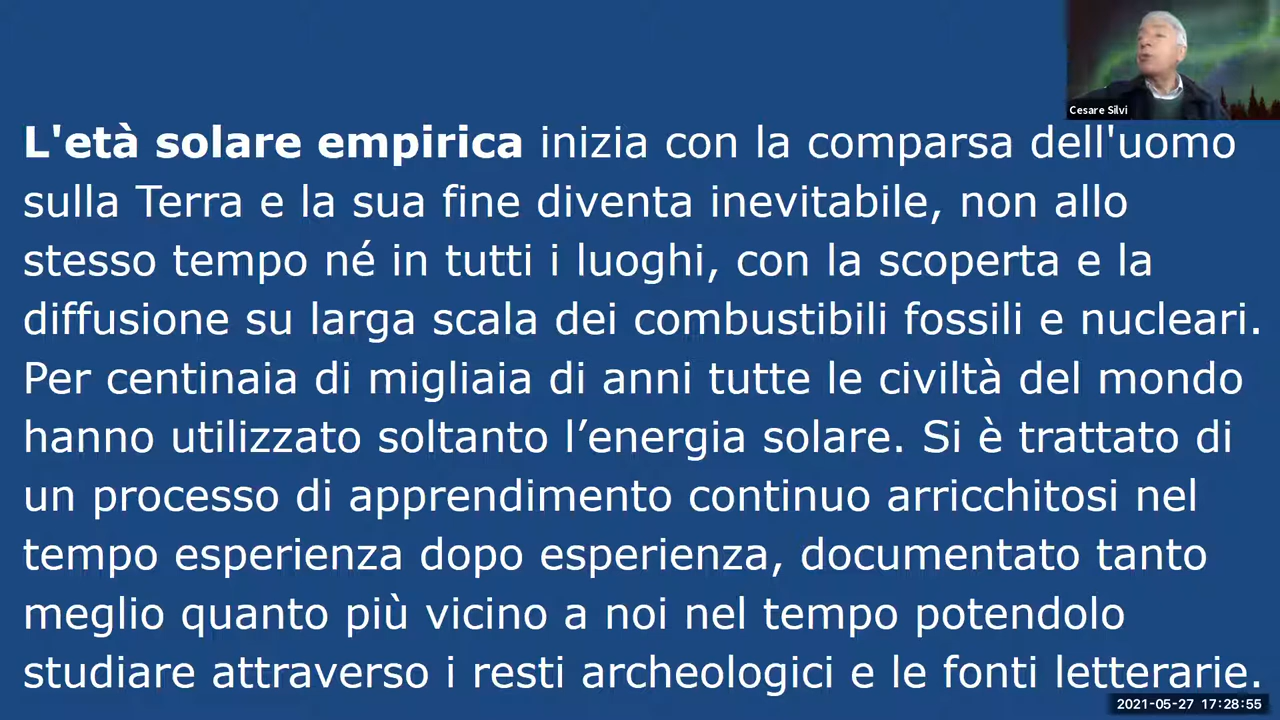 Cesare Silvi
L'età solare empirica inizia con la comparsa dell'uomo
sulla Terra e la sua fine diventa inevitabile, non allo
stesso tempo né in tutti i luoghi, con la scoperta e la
diffusione su larga scala dei combustibili fossili e nucleari.
Per centinaia di migliaia di anni tutte le civiltà del mondo
hanno utilizzato soltanto l’energia solare. Si è trattato di
un processo di apprendimento continuo arricchitosi nel
tempo esperienza dopo esperienza, documentato tanto
meglio quanto più vicino a noi nel tempo potendolo
studiare attraverso i resti archeologici e le fonti letterarie.
2021-05-27 17:28:55